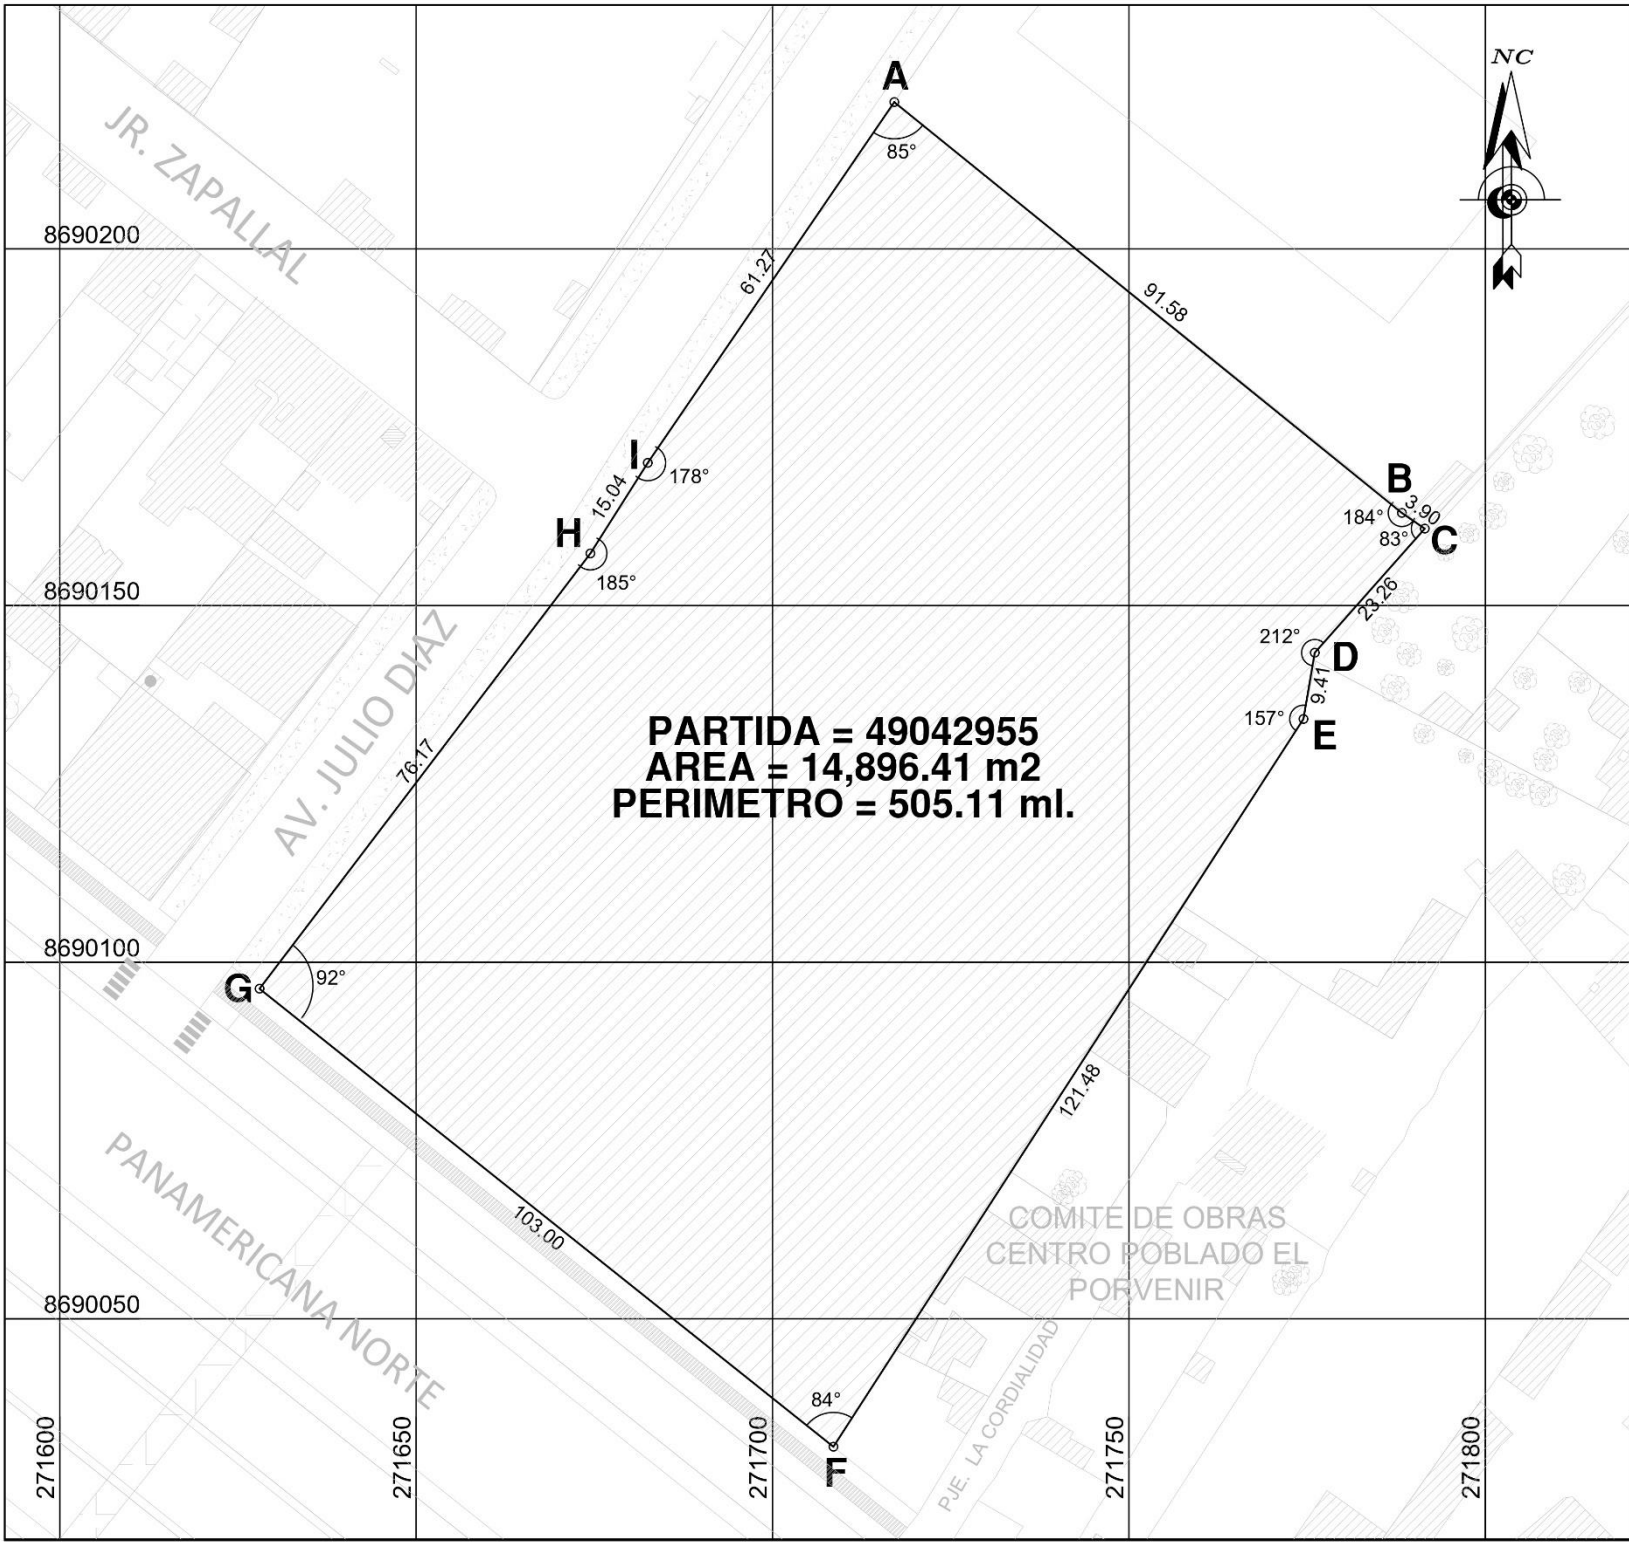 NC
A
85°
JR. ZAPALLAL
8690200
61.27
91.58
I
178°
15.04
H
185°
B
3.90
184°
83°
C
8690150
23.26
212°
D
9.41
157°
E
AV. JULIO DIAZ
76.17
PARTIDA = 49042955
AREA = 14,896.41 m2
PERIMETRO = 505.11 ml.
8690100
G
92°
121.48
PANAMERICANA NORTE
103.00
COMITE DE OBRAS
CENTRO POBLADO EL
PORVENIR
8690050
PJE. LA CORDIALIDAD
84°
F
271600
271650
271700
271750
271800